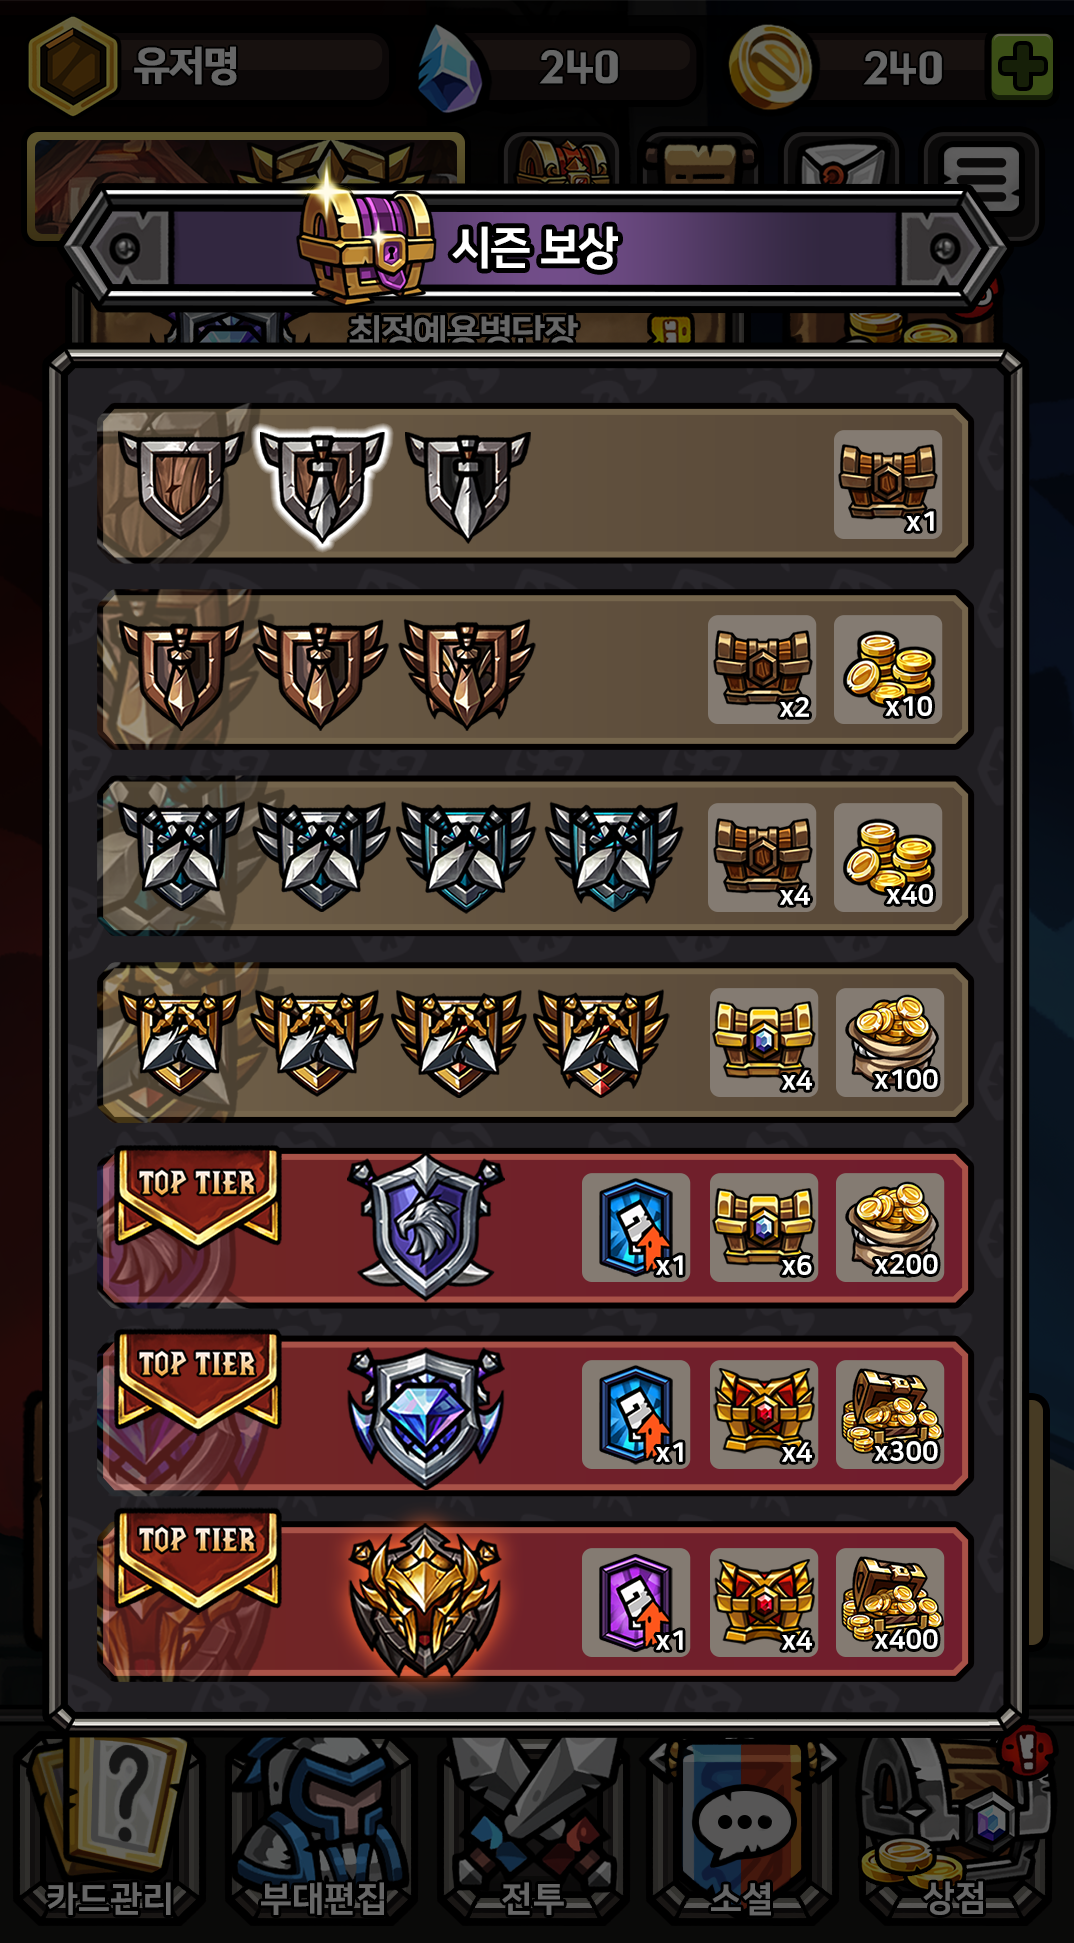 유저명
240
240
시즌 보상
최정예용병단장
x1
x2
x10
x4
x40
x4
x100
TOP TIER
x1
x6
x200
TOP TIER
x1
x4
x300
TOP TIER
x1
x4
x400
?
!
카드관리
부대편집
전투
소셜
상점